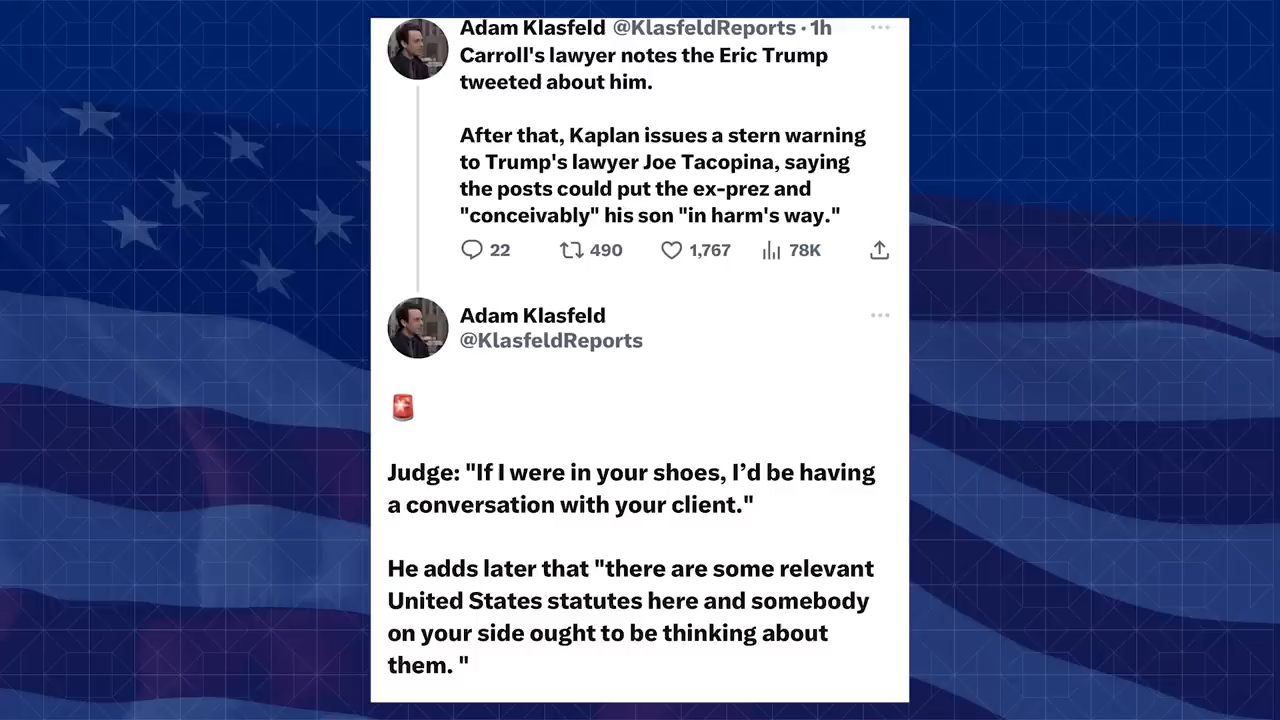 Adam Klasfeld @KlasfeldReports · 1h
Carroll's lawyer notes the Eric Trump
tweeted about him.
After that, Kaplan issues a stern warning
to Trump's lawyer Joe Tacopina, saying
the posts could put the ex-prez and
"conceivably" his son "in harm's way."
22 490 1,767 78K
Adam Klasfeld
@KlasfeldReports
Judge: "If I were in your shoes, I’d be having
a conversation with your client."
He adds later that "there are some relevant
United States statutes here and somebody
on your side ought to be thinking about
them. "